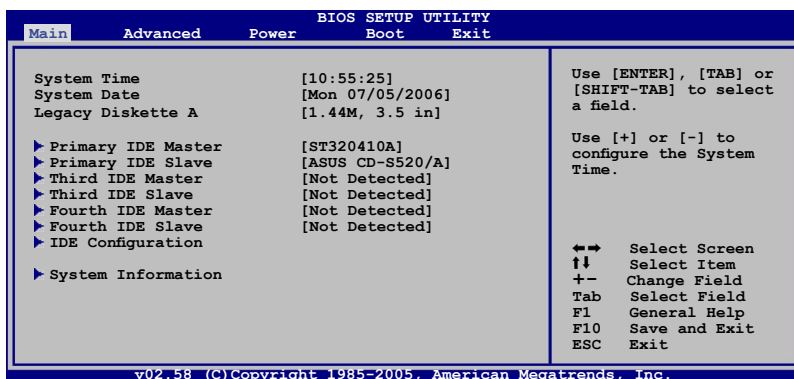 BIOS SETUP UTILITY
Main Advanced Power Boot Exit
System Time [10:55:25]
System Date [Mon 07/05/2006]
Legacy Diskette A [1.44M, 3.5 in]
Primary IDE Master [ST320410A]
Primary IDE Slave [ASUS CD-S520/A]
Third IDE Master [Not Detected]
Third IDE Slave [Not Detected]
Fourth IDE Master [Not Detected]
Fourth IDE Slave [Not Detected]
IDE Configuration
System Information
Use [ENTER], [TAB] or
[SHIFT-TAB] to select
a field.
Use [+] or [-] to
configure the System
Time.
←→ Select Screen
↑↓ Select Item
+- Change Field
Tab Select Field
F1 General Help
F10 Save and Exit
ESC Exit
v02.58 (C)Copyright 1985-2005, American Megatrends, Inc.